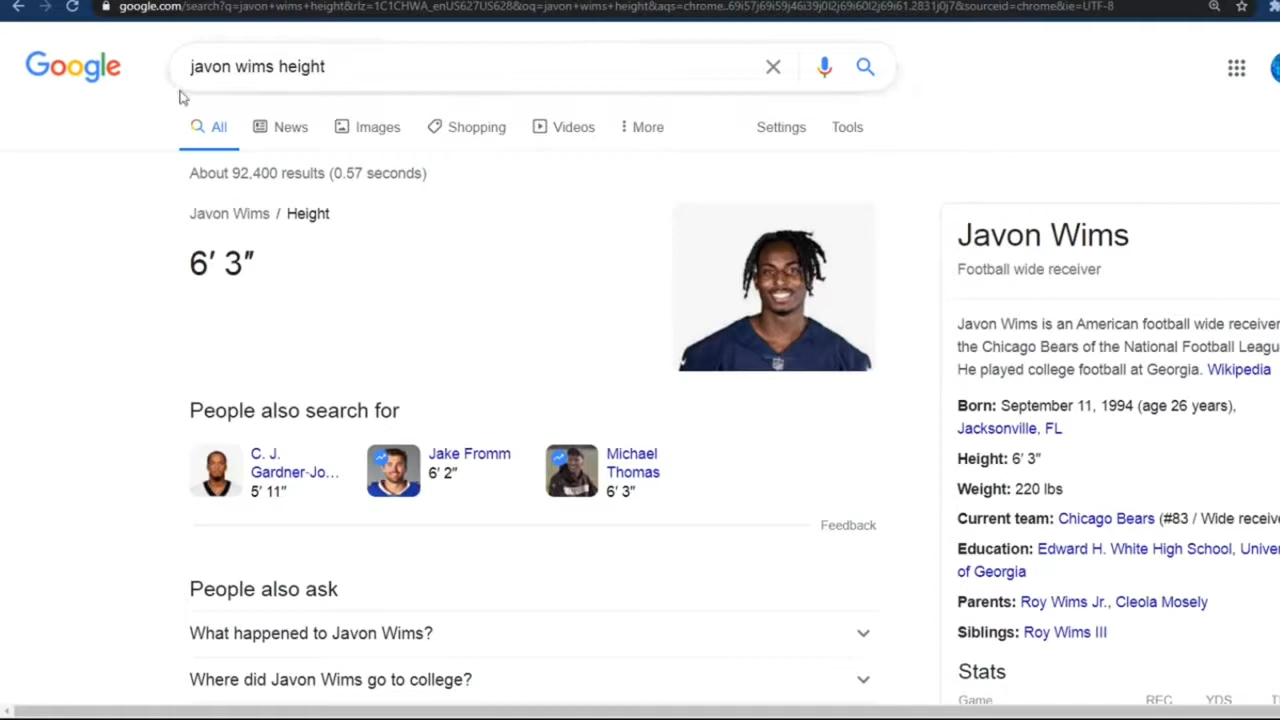 google.com/search?q=javon+wims+height&rlz=1C1CHWA_enUS627US628&oq=javon+wims+height&aqs=chrome..69i57j69i59j46i39j0l2j69i60l2j69i61.2831j0j7&sourceid=chrome&ie=UTF-8
Google
javon wims height
All News Images Shopping Videos More Settings Tools
About 92,400 results (0.57 seconds)
Javon Wims / Height
6′ 3″
People also search for
C. J.
Gardner-Jo...
5′ 11″
Jake Fromm
6′ 2″
Michael
Thomas
6′ 3″
Feedback
People also ask
What happened to Javon Wims?
Where did Javon Wims go to college?
Javon Wims
Football wide receiver
Javon Wims is an American football wide receiver
the Chicago Bears of the National Football Leagu
He played college football at Georgia. Wikipedia
Born: September 11, 1994 (age 26 years),
Jacksonville, FL
Height: 6′ 3″
Weight: 220 lbs
Current team: Chicago Bears (#83 / Wide receive
Education: Edward H. White High School, Univer
of Georgia
Parents: Roy Wims Jr., Cleola Mosely
Siblings: Roy Wims III
Stats
Game REC YDS